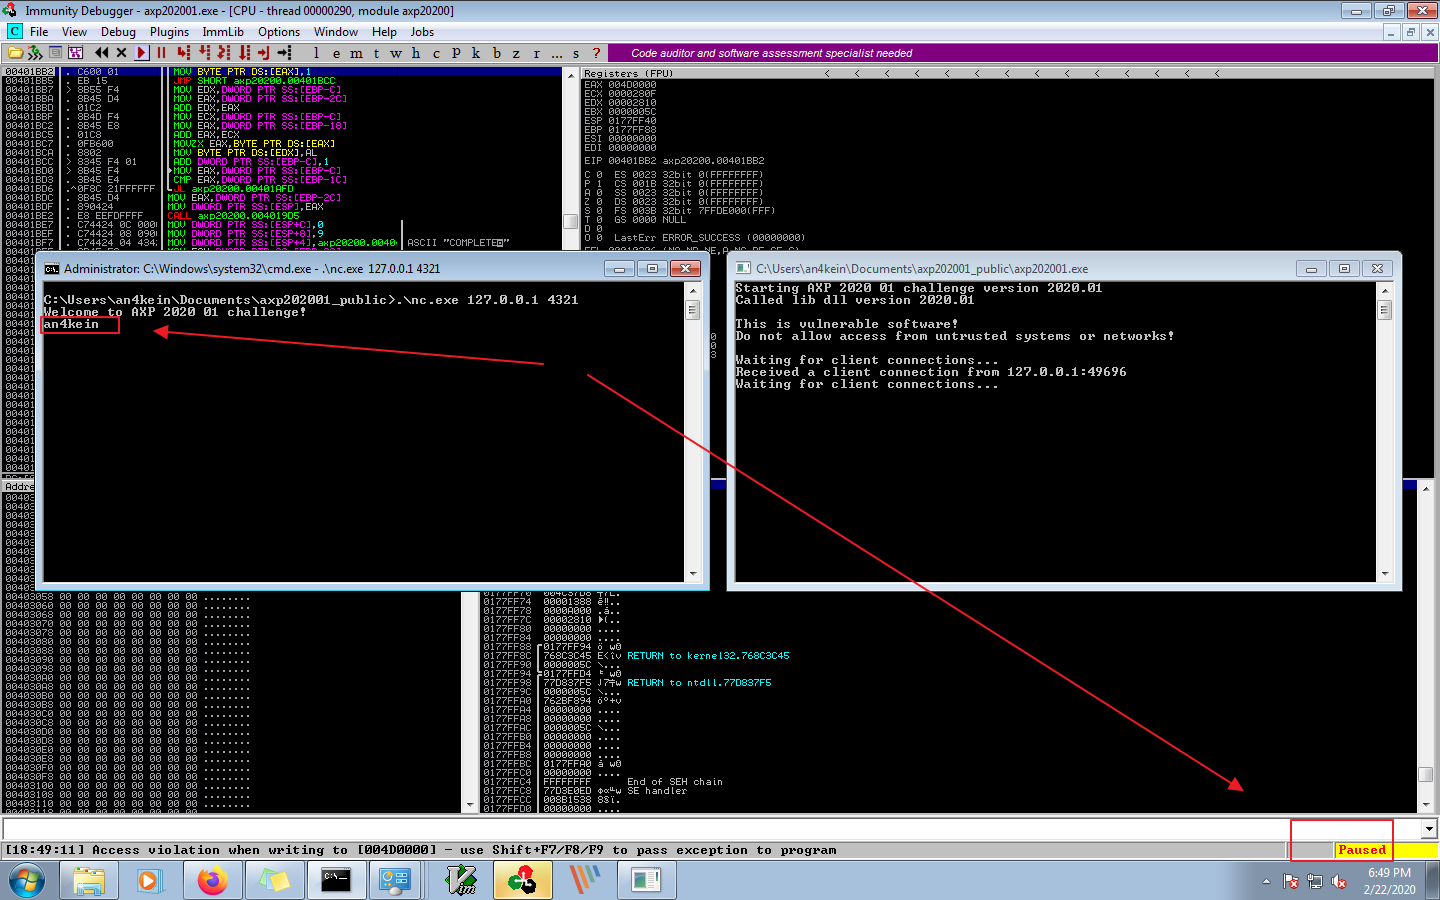 Immunity Debugger - axp202001.exe - [CPU - thread 00000290, module axp20200]
File View Debug Plugins ImmLib Options Window Help Jobs
l e m t w h c p k b z r ... s ?
Code auditor and software assessment specialist needed
00401BB2 . C600 01 MOV BYTE PTR DS:[EAX],1
00401BB5 . EB 15 JMP SHORT axp20200.00401BCC
00401BB7 > 8B55 F4 MOV EDX,DWORD PTR SS:[EBP-C]
00401BBA . 8B45 D4 MOV EAX,DWORD PTR SS:[EBP-2C]
00401BBD . 01C2 ADD EDX,EAX
00401BBF . 8B4D F4 MOV ECX,DWORD PTR SS:[EBP-C]
00401BC2 . 8B45 E8 MOV EAX,DWORD PTR SS:[EBP-18]
00401BC5 . 01C8 ADD EAX,ECX
00401BC7 . 0FB600 MOVZX EAX,BYTE PTR DS:[EAX]
00401BCA . 8802 MOV BYTE PTR DS:[EDX],AL
00401BCC > 8345 F4 01 ADD DWORD PTR SS:[EBP-C],1
00401BD0 > 8B45 F4 MOV EAX,DWORD PTR SS:[EBP-C]
00401BD3 . 3B45 E4 CMP EAX,DWORD PTR SS:[EBP-1C]
00401BD6 .^0F8C 21FFFFFF JL axp20200.00401AFD
00401BDC . 8B45 D4 MOV EAX,DWORD PTR SS:[EBP-2C]
00401BDF . 890424 MOV DWORD PTR SS:[ESP],EAX
00401BE2 . E8 EEFDFFFF CALL axp20200.004019D5
00401BE7 . C74424 0C 000 MOV DWORD PTR SS:[ESP+C],0
00401BEF . C74424 08 090 MOV DWORD PTR SS:[ESP+8],9
00401BF7 . C74424 04 434 MOV DWORD PTR SS:[ESP+4],axp20200.0040 ASCII "COMPLETE"
Registers (FPU)
EAX 004D0000
ECX 0000280F
EDX 00002810
EBX 0000005C
ESP 0177FF40
EBP 0177FF88
ESI 00000000
EDI 00000000
EIP 00401BB2 axp20200.00401BB2
C 0 ES 0023 32bit 0(FFFFFFFF)
P 1 CS 001B 32bit 0(FFFFFFFF)
A 0 SS 0023 32bit 0(FFFFFFFF)
Z 0 DS 0023 32bit 0(FFFFFFFF)
S 0 FS 003B 32bit 7FFDE000(FFF)
T 0 GS 0000 NULL
D 0
O 0 LastErr ERROR_SUCCESS (00000000)
Administrator: C:\Windows\system32\cmd.exe - .\nc.exe 127.0.0.1 4321
C:\Users\an4kein\Documents\axp202001_public>.\nc.exe 127.0.0.1 4321
Welcome to AXP 2020 01 challenge!
an4kein
C:\Users\an4kein\Documents\axp202001_public\axp202001.exe
Starting AXP 2020 01 challenge version 2020.01
Called lib dll version 2020.01
This is vulnerable software!
Do not allow access from untrusted systems or networks!
Waiting for client connections...
Received a client connection from 127.0.0.1:49696
Waiting for client connections...
Addre
00403058 00 00 00 00 00 00 00 00 ........
00403060 00 00 00 00 00 00 00 00 ........
00403068 00 00 00 00 00 00 00 00 ........
00403070 00 00 00 00 00 00 00 00 ........
00403078 00 00 00 00 00 00 00 00 ........
00403080 00 00 00 00 00 00 00 00 ........
00403088 00 00 00 00 00 00 00 00 ........
00403090 00 00 00 00 00 00 00 00 ........
00403098 00 00 00 00 00 00 00 00 ........
004030A0 00 00 00 00 00 00 00 00 ........
004030A8 00 00 00 00 00 00 00 00 ........
004030B0 00 00 00 00 00 00 00 00 ........
004030B8 00 00 00 00 00 00 00 00 ........
004030C0 00 00 00 00 00 00 00 00 ........
004030C8 00 00 00 00 00 00 00 00 ........
004030D0 00 00 00 00 00 00 00 00 ........
004030D8 00 00 00 00 00 00 00 00 ........
004030E0 00 00 00 00 00 00 00 00 ........
004030E8 00 00 00 00 00 00 00 00 ........
004030F0 00 00 00 00 00 00 00 00 ........
004030F8 00 00 00 00 00 00 00 00 ........
00403100 00 00 00 00 00 00 00 00 ........
00403108 00 00 00 00 00 00 00 00 ........
00403110 00 00 00 00 00 00 00 00 ........
0177FF74 00001388
0177FF78 0000A000
0177FF7C 00002810
0177FF80 00000000 ....
0177FF84 00000000 ....
0177FF88 0177FF94
0177FF8C 768C3C45 RETURN to kernel32.768C3C45
0177FF90 0000005C \...
0177FF94 0177FFD4
0177FF98 77D837F5 RETURN to ntdll.77D837F5
0177FF9C 0000005C \...
0177FFA0 762BF894
0177FFA4 00000000 ....
0177FFA8 00000000 ....
0177FFAC 0000005C \...
0177FFB0 00000000 ....
0177FFB4 00000000 ....
0177FFB8 00000000 ....
0177FFBC 0177FFA0
0177FFC0 00000000 ....
0177FFC4 FFFFFFFF End of SEH chain
0177FFC8 77D3E0ED SE handler
0177FFCC 008B1538
0177FFD0 00000000 ....
[18:49:11] Access violation when writing to [004D0000] - use Shift+F7/F8/F9 to pass exception to program
Paused
6:49 PM
2/22/2020